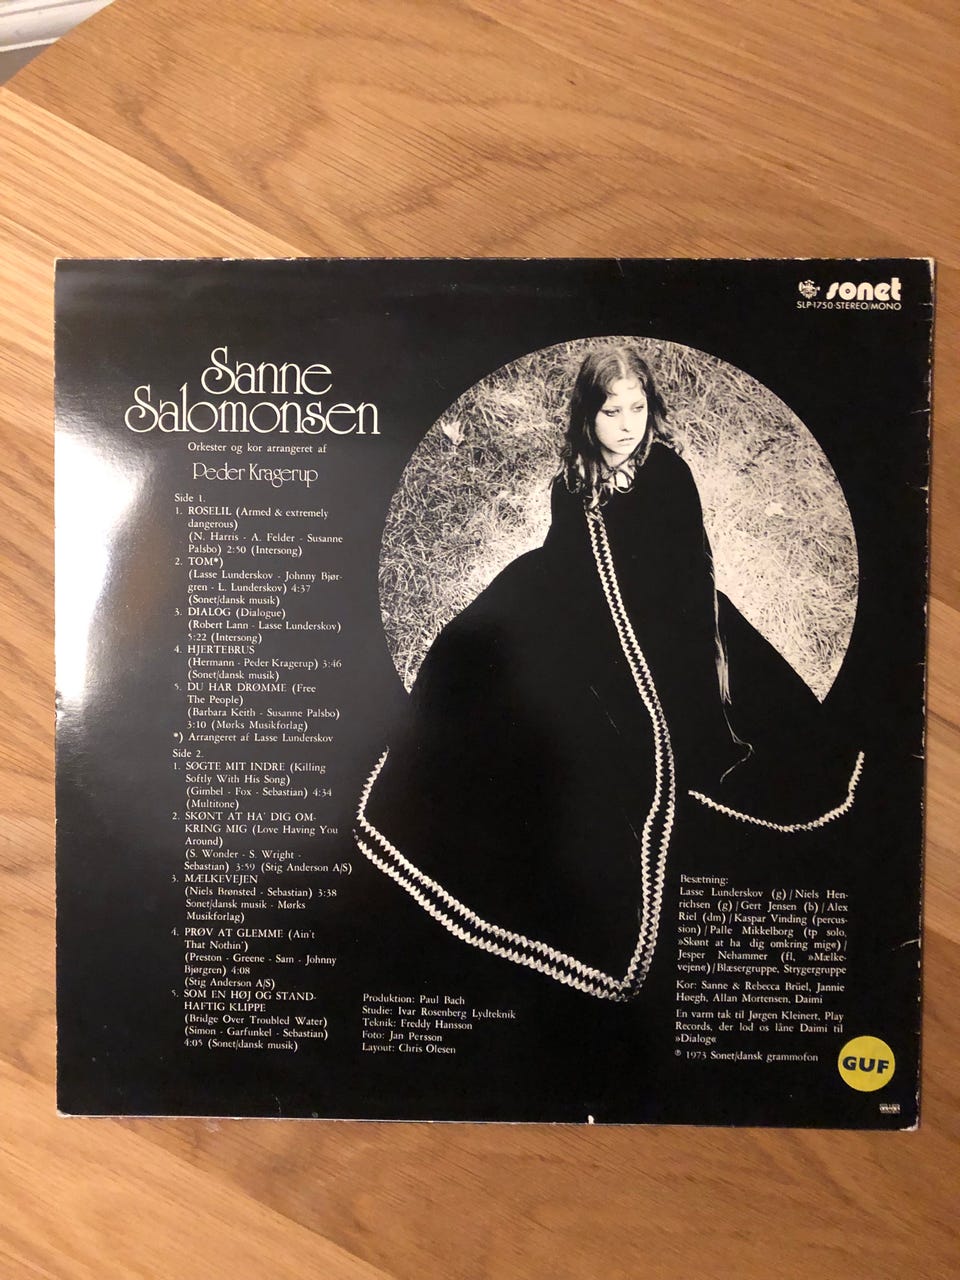 sonet
SLP-1750-STEREO/MONO
Sanne
Salomonsen
Orkester og kor arrangeret af
Peder Kragerup
Side 1.
1. ROSELIL (Armed & extremely
dangerous)
(N. Harris - A. Felder - Susanne
Palsbo) 2:50 (Intersong)
2. TOM*)
(Lasse Lunderskov - Johnny Bjør-
gren - L. Lunderskov) 4:37
(Sonet/dansk musik)
3. DIALOG (Dialogue)
(Robert Lann - Lasse Lunderskov)
5:22 (Intersong)
4. HJERTEBRUS
(Hermann - Peder Kragerup) 3:46
(Sonet/dansk musik)
5. DU HAR DRØMME (Free
The People)
(Barbara Keith - Susanne Palsbo)
3:10 (Mørks Musikforlag)
*) Arrangeret af Lasse Lunderskov
Side 2.
1. SØGTE MIT INDRE (Killing
Softly With His Song)
(Gimbel - Fox - Sebastian) 4:34
(Multitone)
2. SKØNT AT HA' DIG OM-
KRING MIG (Love Having You
Around)
(S. Wonder - S. Wright -
Sebastian) 3:59 (Stig Anderson A/S)
3. MÆLKEVEJEN
(Niels Brønsted - Sebastian) 3:38
Sonet/dansk musik - Mørks
Musikforlag)
4. PRØV AT GLEMME (Ain't
That Nothin')
(Preston - Greene - Sam - Johnny
Bjørgren) 4:08
(Stig Anderson A/S)
5. SOM EN HØJ OG STAND-
HAFTIG KLIPPE
(Bridge Over Troubled Water)
(Simon - Garfunkel - Sebastian)
4:05 (Sonet/dansk musik)
Produktion: Paul Bach
Studie: Ivar Rosenberg Lydteknik
Teknik: Freddy Hansson
Foto: Jan Persson
Layout: Chris Olesen
Besætning:
Lasse Lunderskov (g) / Niels Hen-
richsen (g) / Gert Jensen (b) / Alex
Riel (dm) / Kaspar Vinding (percus-
sion) / Palle Mikkelborg (tp solo,
»Skønt at ha dig omkring mig«) /
Jesper Nehammer (fl, »Mælke-
vejen«) / Blæsergruppe, Strygergruppe
Kor: Sanne & Rebecca Brüel, Jannie
Høegh, Allan Mortensen, Daimi
En varm tak til Jørgen Kleinert, Play
Records, der lod os låne Daimi til
»Dialog«
℗ 1973 Sonet/dansk grammofon
GUF